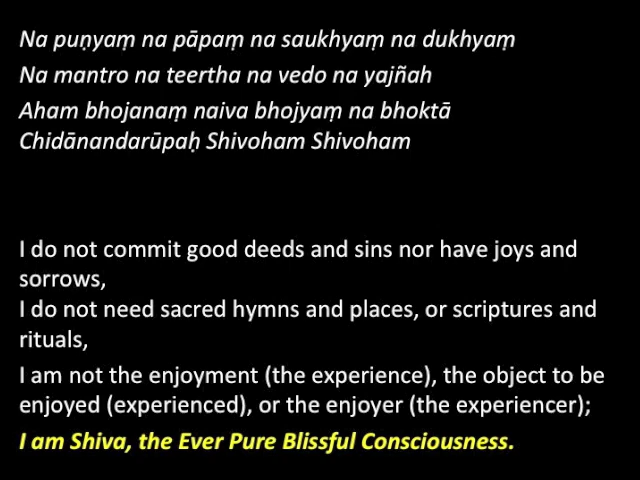 Na puṇyaṃ na pāpaṃ na saukhyaṃ na dukhyaṃ
Na mantro na teertha na vedo na yajñah
Aham bhojanaṃ naiva bhojyaṃ na bhoktā
Chidānandarūpaḥ Shivoham Shivoham
I do not commit good deeds and sins nor have joys and
sorrows,
I do not need sacred hymns and places, or scriptures and
rituals,
I am not the enjoyment (the experience), the object to be
enjoyed (experienced), or the enjoyer (the experiencer);
I am Shiva, the Ever Pure Blissful Consciousness.